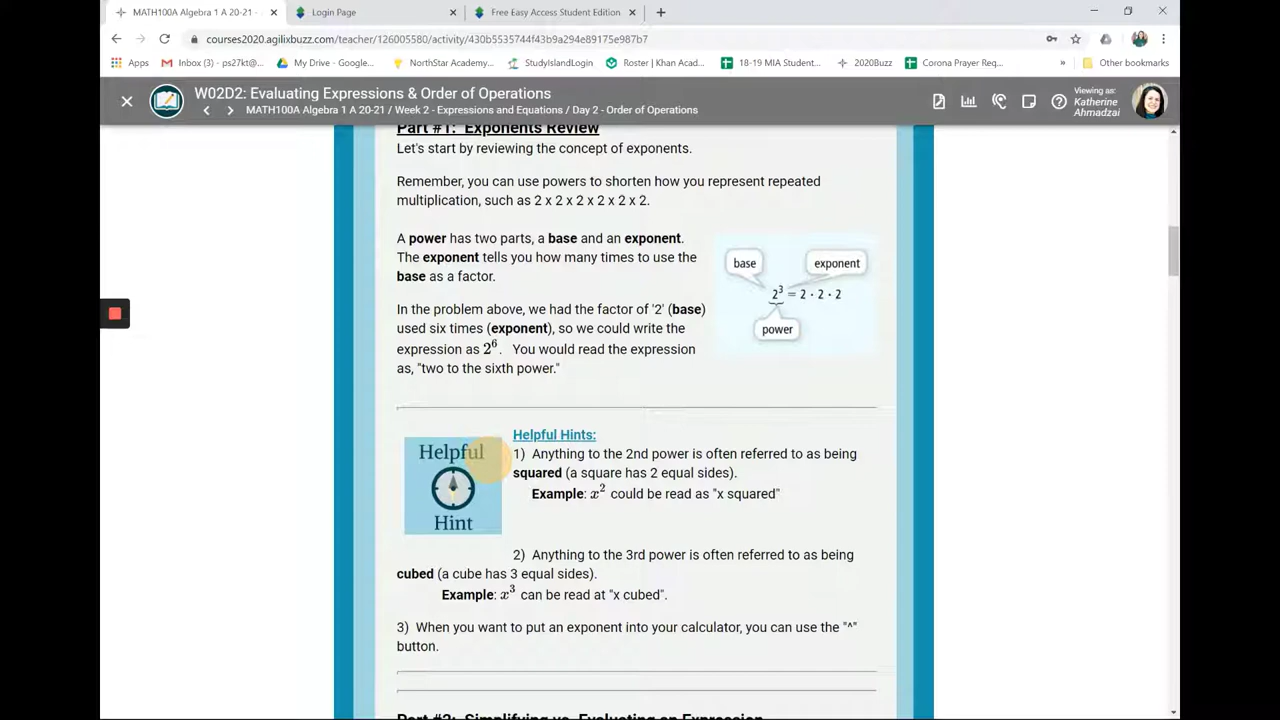 MATH100A Algebra 1 A 20-21 -
Login Page
Free Easy Access Student Edition
courses2020.agilixbuzz.com/teacher/126005580/activity/430b5535744f43b9a294e89175e987b7
Apps
Inbox (3) - ps27kt@...
My Drive - Google...
NorthStar Academy...
StudyIslandLogin
Roster | Khan Acad...
18-19 MIA Student...
2020Buzz
Corona Prayer Req...
»
Other bookmarks
W02D2: Evaluating Expressions & Order of Operations
MATH100A Algebra 1 A 20-21 / Week 2 - Expressions and Equations / Day 2 - Order of Operations
Viewing as:
Katherine
Ahmadzai
Part #1: Exponents Review
Let's start by reviewing the concept of exponents.
Remember, you can use powers to shorten how you represent repeated
multiplication, such as 2 x 2 x 2 x 2 x 2 x 2.
A power has two parts, a base and an exponent.
The exponent tells you how many times to use the
base as a factor.
In the problem above, we had the factor of '2' (base)
used six times (exponent), so we could write the
expression as 2⁶. You would read the expression
as, "two to the sixth power."
base
exponent
2³ = 2 · 2 · 2
power
Helpful
Hint
Helpful Hints:
1) Anything to the 2nd power is often referred to as being
squared (a square has 2 equal sides).
Example: x² could be read as "x squared"
2) Anything to the 3rd power is often referred to as being
cubed (a cube has 3 equal sides).
Example: x³ can be read at "x cubed".
3) When you want to put an exponent into your calculator, you can use the "^"
button.
Part #2: Simplifying vs. Evaluating an Expression